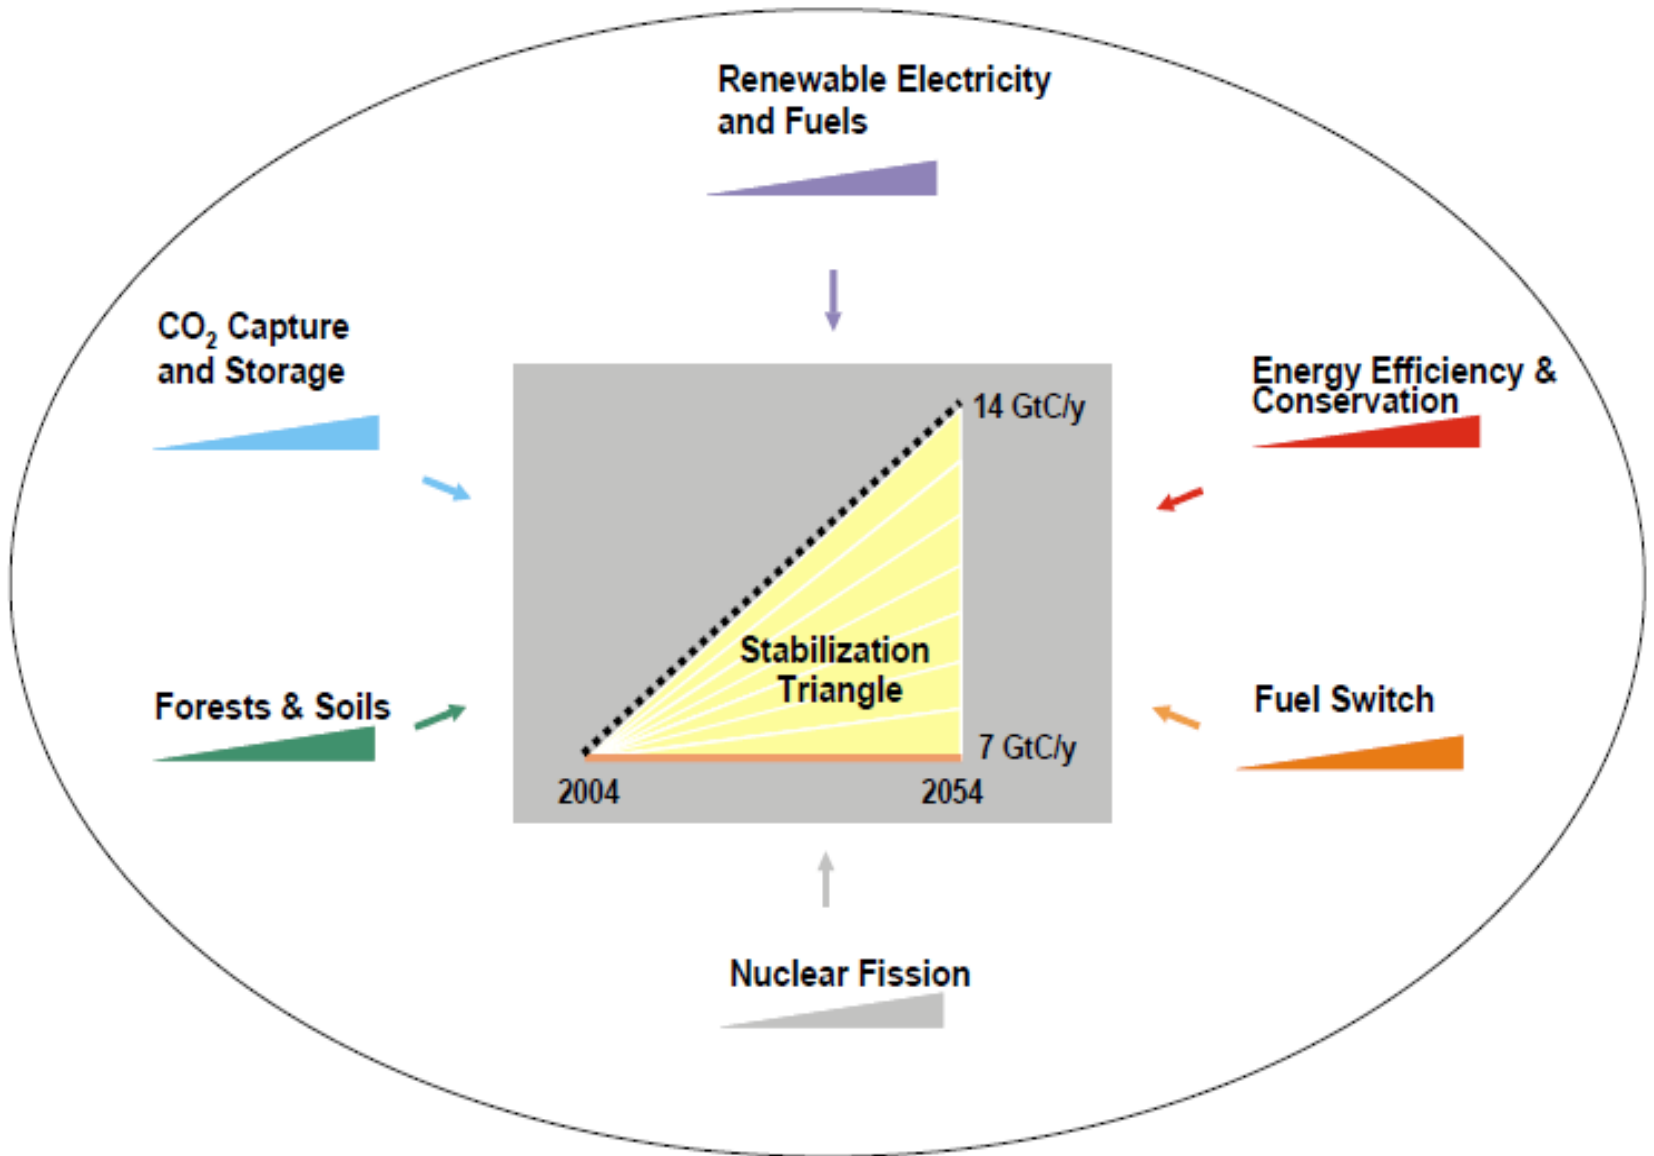 Renewable Electricity
and Fuels
CO₂ Capture
and Storage
Energy Efficiency &
Conservation
14 GtC/y
Stabilization
Triangle
Forests & Soils
Fuel Switch
7 GtC/y
2004
2054
Nuclear Fission